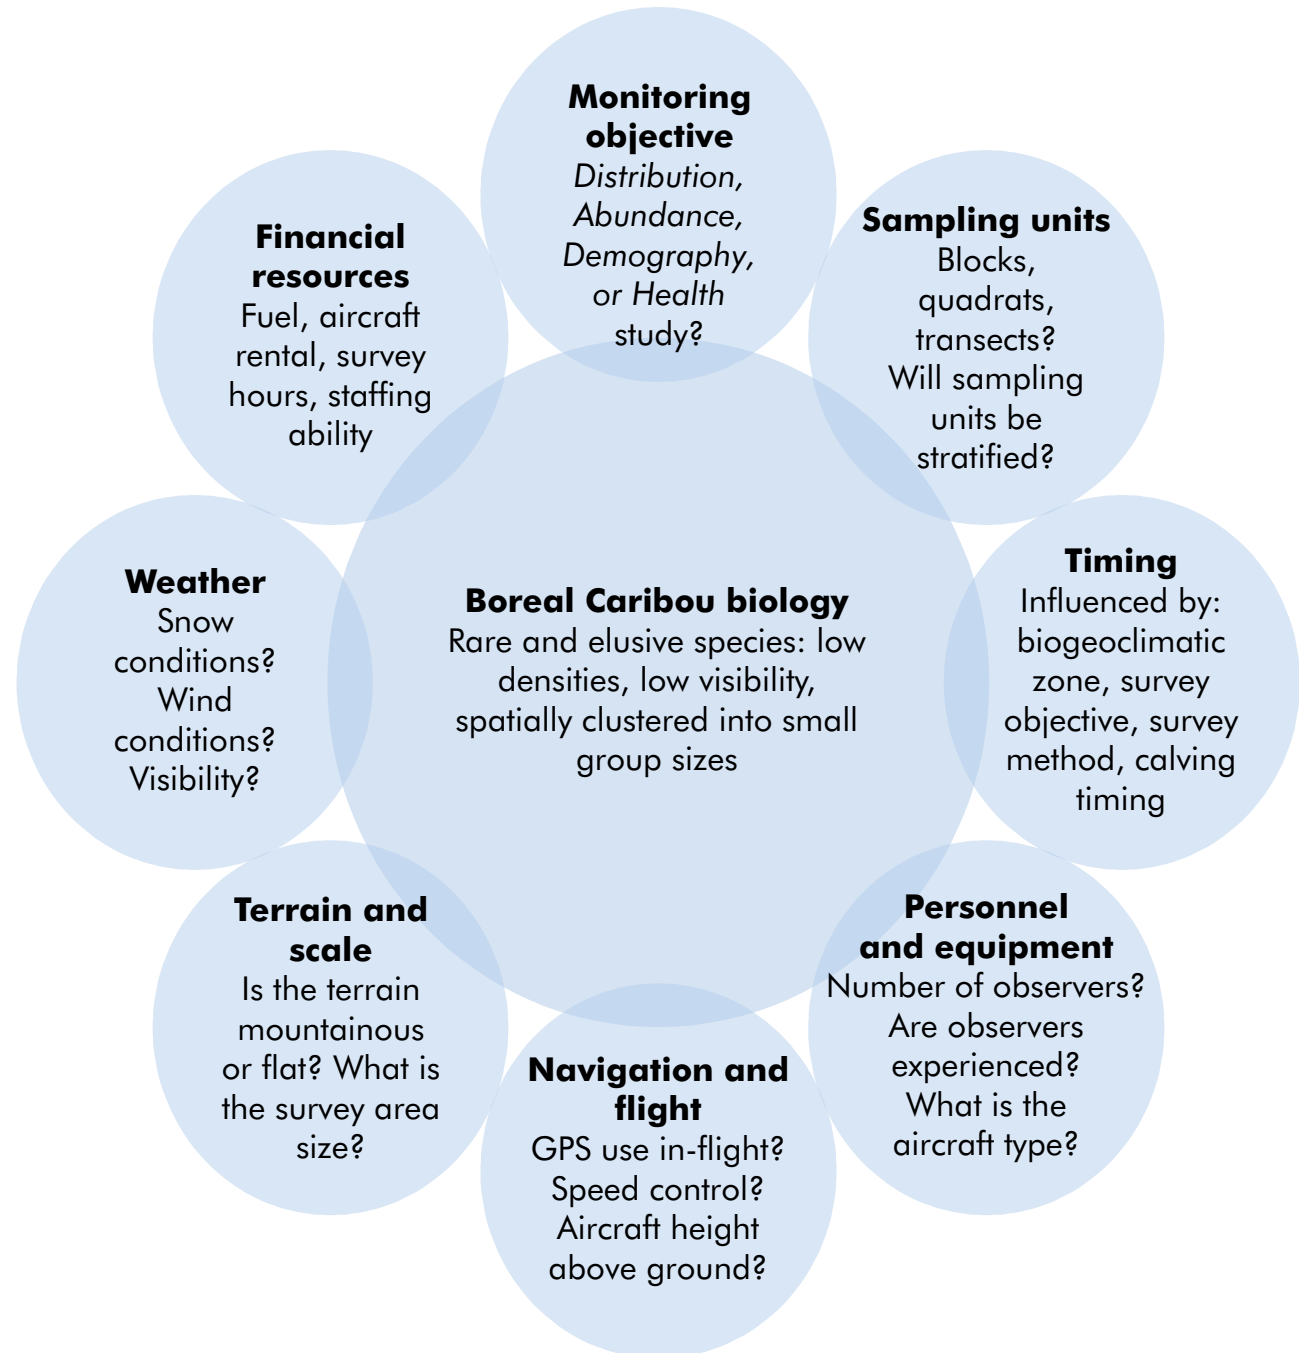 Monitoring
objective
Distribution,
Abundance,
Demography,
or Health
study?
Sampling units
Blocks,
quadrats,
transects?
Will sampling
units be
stratified?
Timing
Influenced by:
biogeoclimatic
zone, survey
objective, survey
method, calving
timing
Personnel
and equipment
Number of observers?
Are observers
experienced?
What is the
aircraft type?
Navigation and
flight
GPS use in-flight?
Speed control?
Aircraft height
above ground?
Terrain and
scale
Is the terrain
mountainous
or flat? What is
the survey area
size?
Weather
Snow
conditions?
Wind
conditions?
Visibility?
Financial
resources
Fuel, aircraft
rental, survey
hours, staffing
ability
Boreal Caribou biology
Rare and elusive species: low
densities, low visibility,
spatially clustered into small
group sizes